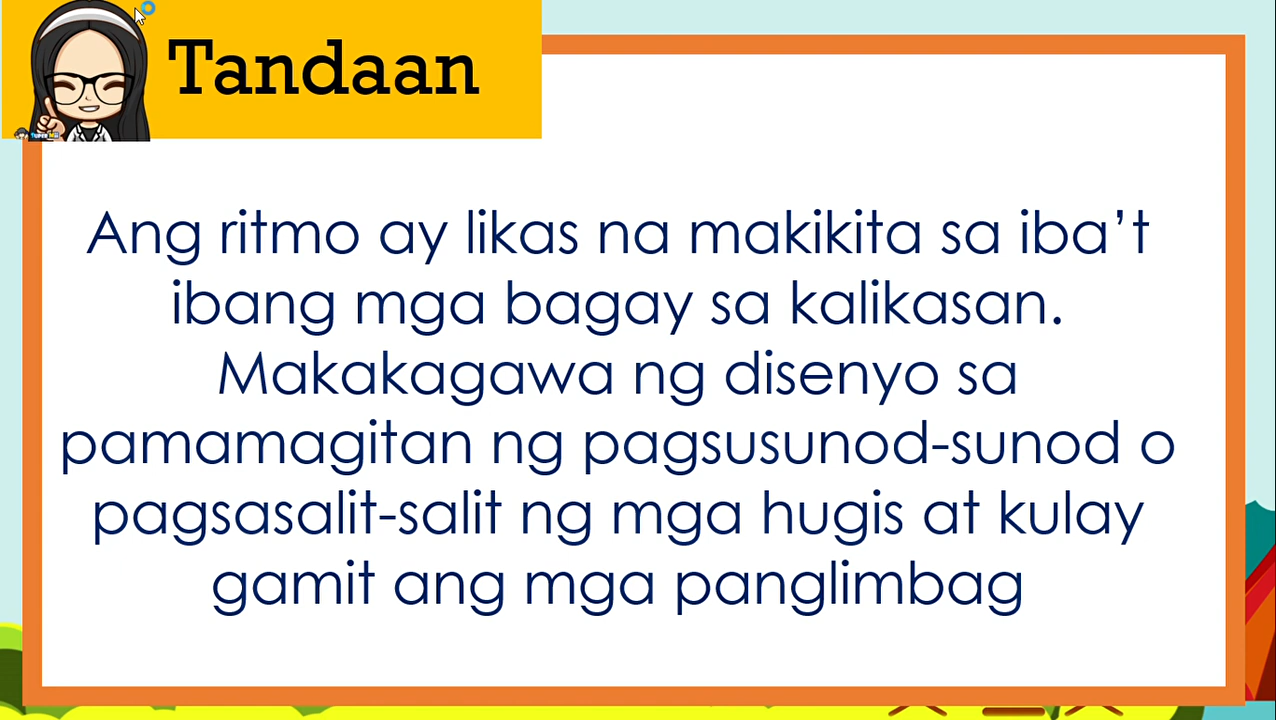 Tandaan
Ang ritmo ay likas na makikita sa iba't
ibang mga bagay sa kalikasan.
Makakagawa ng disenyo sa
pamamagitan ng pagsusunod-sunod o
pagsasalit-salit ng mga hugis at kulay
gamit ang mga panglimbag